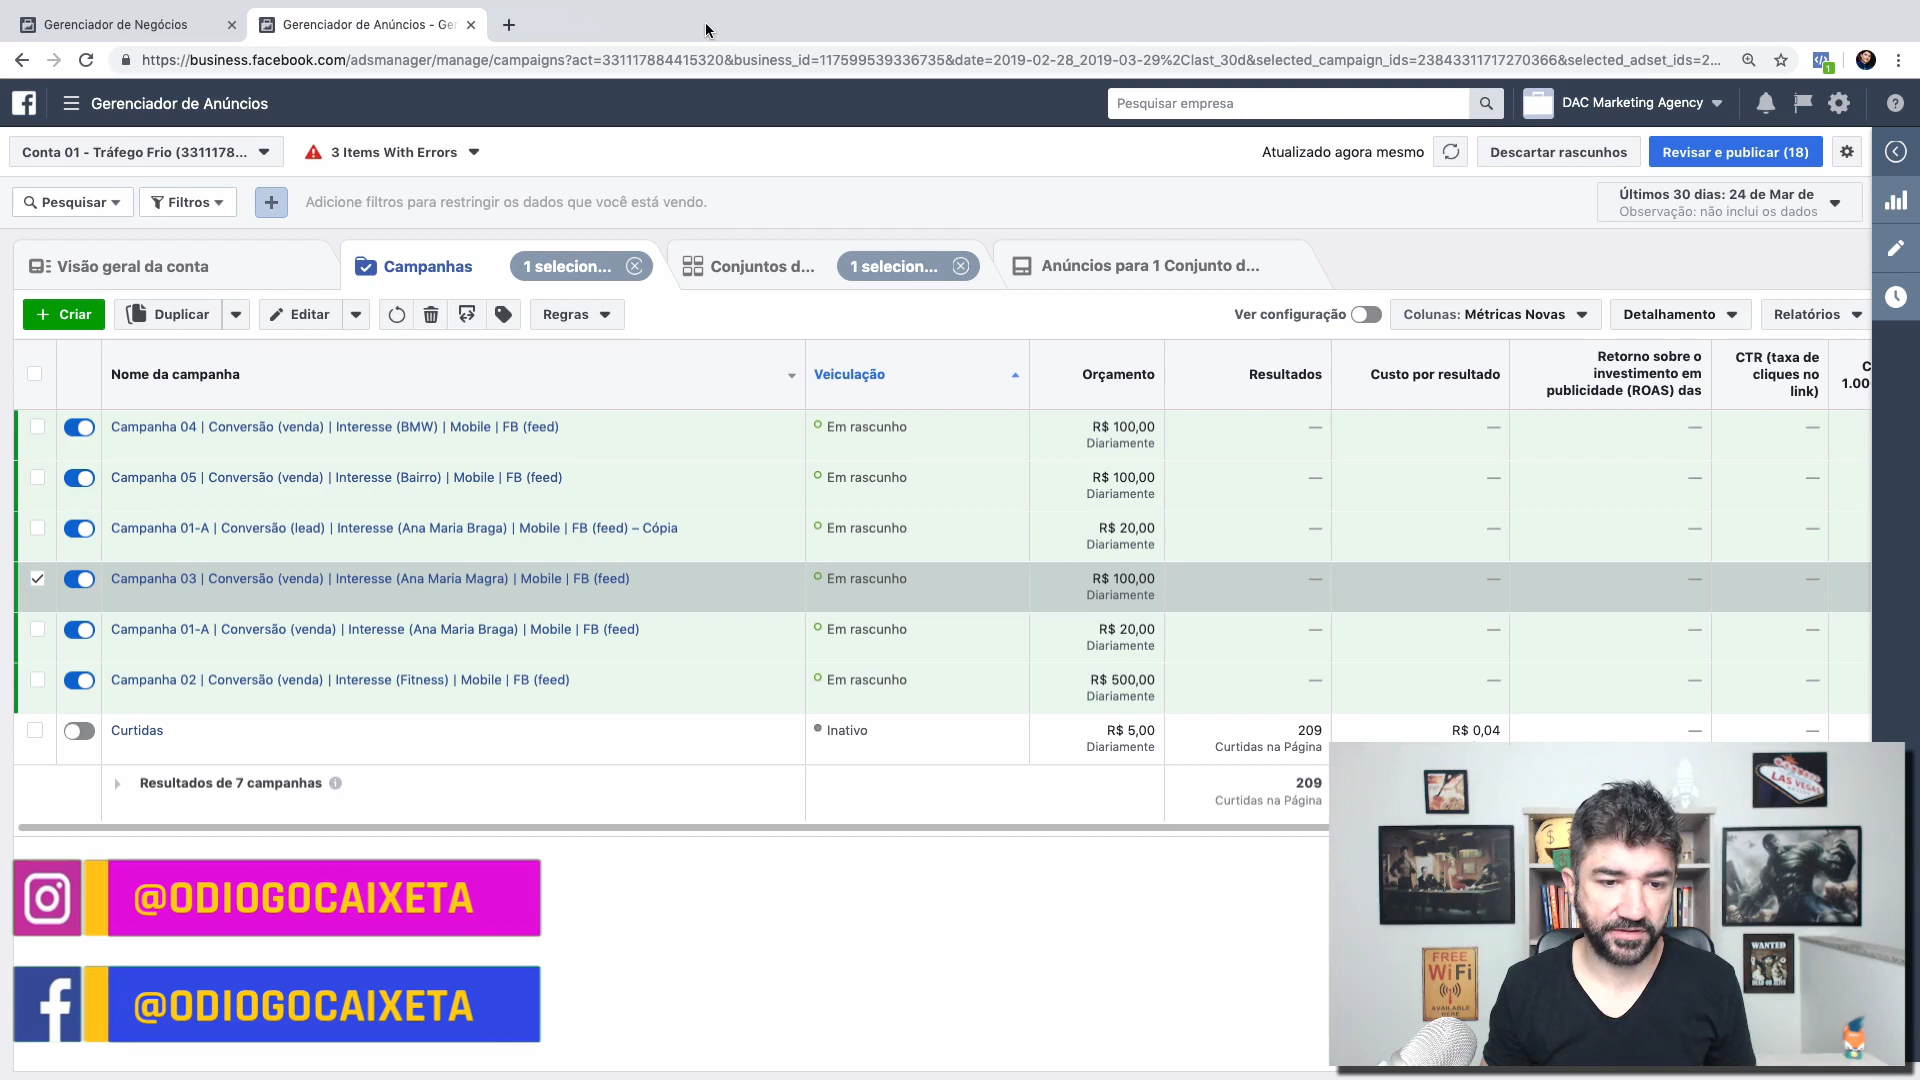 Gerenciador de Negócios
Gerenciador de Anúncios - Ger
https://business.facebook.com/adsmanager/manage/campaigns?act=331117884415320&business_id=117599539336735&date=2019-02-28_2019-03-29%2Clast_30d&selected_campaign_ids=23843311717270366&selected_adset_ids=2...
1
Gerenciador de Anúncios
Pesquisar empresa
DAC Marketing Agency
Conta 01 - Tráfego Frio (3311178...
3 Items With Errors
Atualizado agora mesmo
Descartar rascunhos
Revisar e publicar (18)
Pesquisar
Filtros
Adicione filtros para restringir os dados que você está vendo.
Últimos 30 dias: 24 de Mar de
Observação: não inclui os dados
Visão geral da conta
Campanhas
1 selecion...
Conjuntos d...
1 selecion...
Anúncios para 1 Conjunto d...
+ Criar
Duplicar
Editar
Regras
Ver configuração
Colunas: Métricas Novas
Detalhamento
Relatórios
Nome da campanha
Veiculação
Orçamento
Resultados
Custo por resultado
Retorno sobre o investimento em publicidade (ROAS) das
CTR (taxa de cliques no link)
C
1.00
Campanha 04 | Conversão (venda) | Interesse (BMW) | Mobile | FB (feed)
Em rascunho
R$ 100,00
Diariamente
— — — —
Campanha 05 | Conversão (venda) | Interesse (Bairro) | Mobile | FB (feed)
Em rascunho
R$ 100,00
Diariamente
— — — —
Campanha 01-A | Conversão (lead) | Interesse (Ana Maria Braga) | Mobile | FB (feed) – Cópia
Em rascunho
R$ 20,00
Diariamente
— — — —
Campanha 03 | Conversão (venda) | Interesse (Ana Maria Magra) | Mobile | FB (feed)
Em rascunho
R$ 100,00
Diariamente
— — — —
Campanha 01-A | Conversão (venda) | Interesse (Ana Maria Braga) | Mobile | FB (feed)
Em rascunho
R$ 20,00
Diariamente
— — — —
Campanha 02 | Conversão (venda) | Interesse (Fitness) | Mobile | FB (feed)
Em rascunho
R$ 500,00
Diariamente
— — — —
Curtidas
Inativo
R$ 5,00
Diariamente
209
Curtidas na Página
R$ 0,04
— —
Resultados de 7 campanhas
209
Curtidas na Página
@ODIOGOCAIXETA
@ODIOGOCAIXETA
LAS VEGAS
FREE
WiFi
AVAILABLE
HERE
WANTED